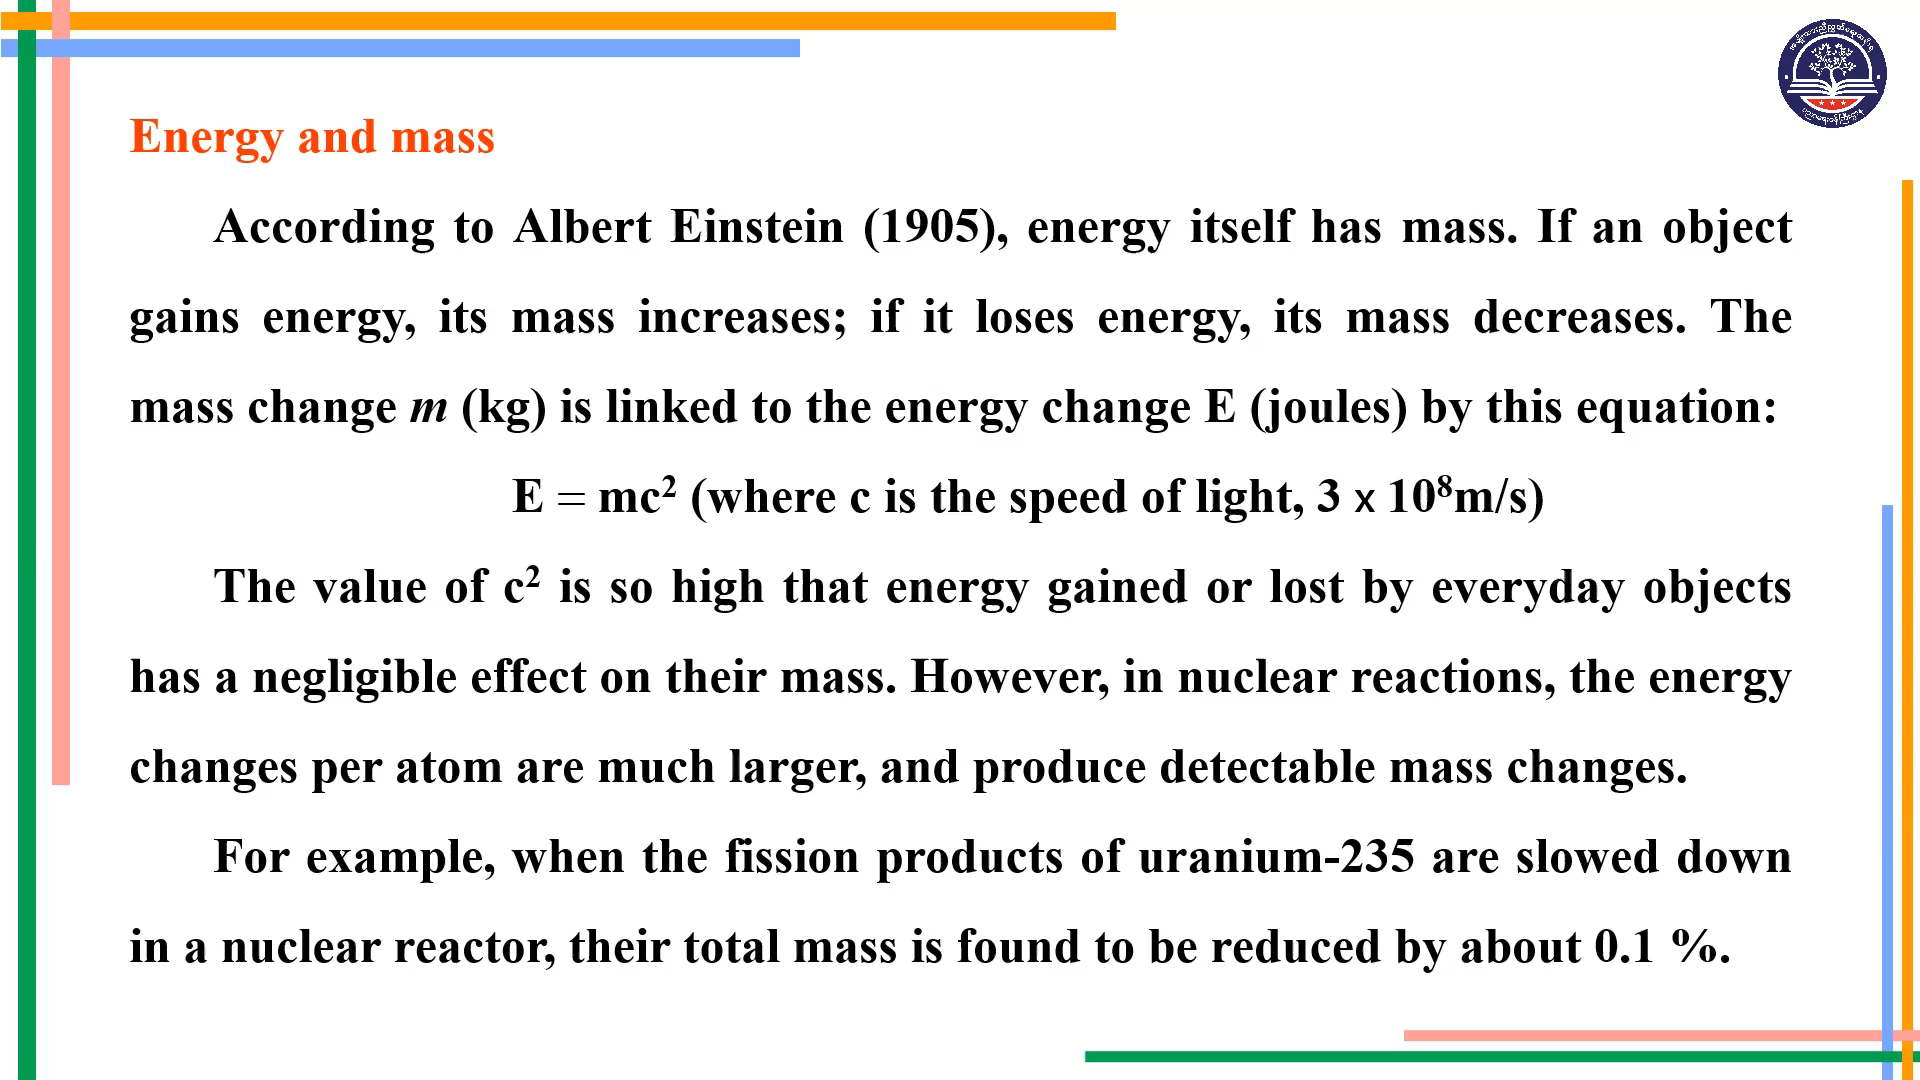 Energy and mass
According to Albert Einstein (1905), energy itself has mass. If an object
gains energy, its mass increases; if it loses energy, its mass decreases. The
mass change m (kg) is linked to the energy change E (joules) by this equation:
E = mc² (where c is the speed of light, 3 x 10⁸m/s)
The value of c² is so high that energy gained or lost by everyday objects
has a negligible effect on their mass. However, in nuclear reactions, the energy
changes per atom are much larger, and produce detectable mass changes.
For example, when the fission products of uranium-235 are slowed down
in a nuclear reactor, their total mass is found to be reduced by about 0.1 %.